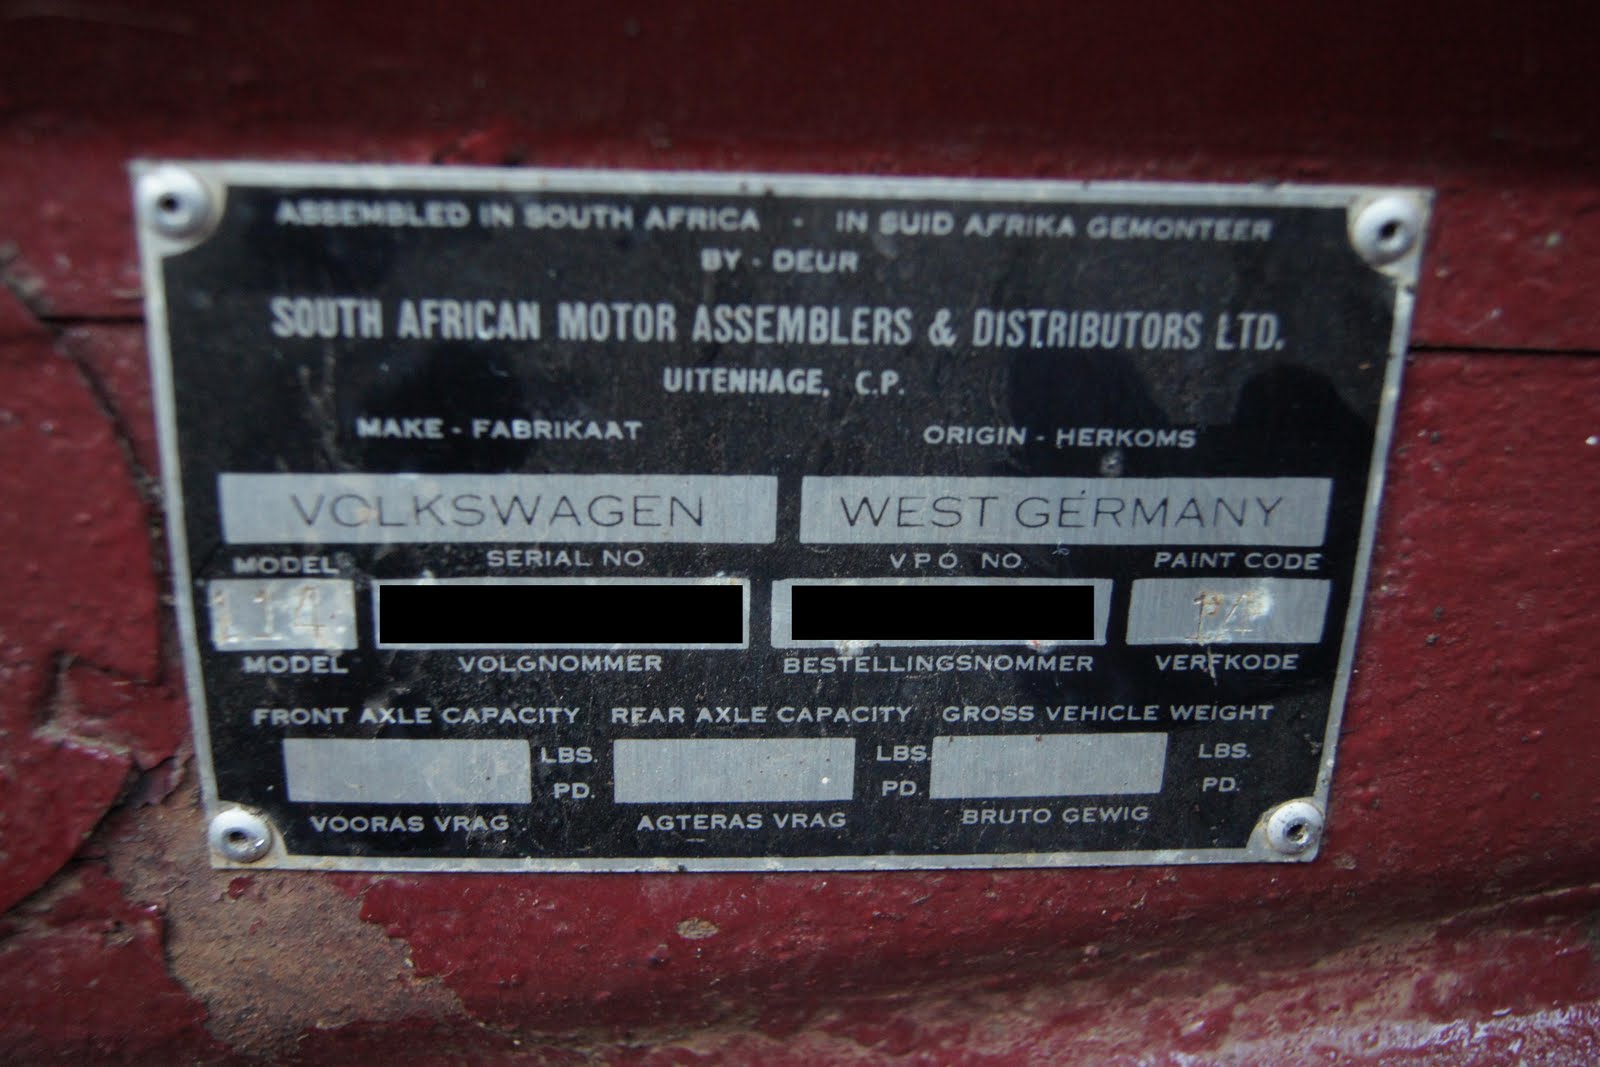 ASSEMBLED IN SOUTH AFRICA - IN SUID AFRIKA GEMONTEER
BY - DEUR
SOUTH AFRICAN MOTOR ASSEMBLERS & DISTRIBUTORS LTD.
UITENHAGE, C.P.
MAKE - FABRIKAAT ORIGIN - HERKOMS
VOLKSWAGEN WEST GERMANY
MODEL SERIAL NO VPO NO. PAINT CODE
114 P4
MODEL VOLGNOMMER BESTELLINGSNOMMER VERFKODE
FRONT AXLE CAPACITY REAR AXLE CAPACITY GROSS VEHICLE WEIGHT
LBS. LBS. LBS.
PD. PD. PD.
VOORAS VRAG AGTERAS VRAG BRUTO GEWIG